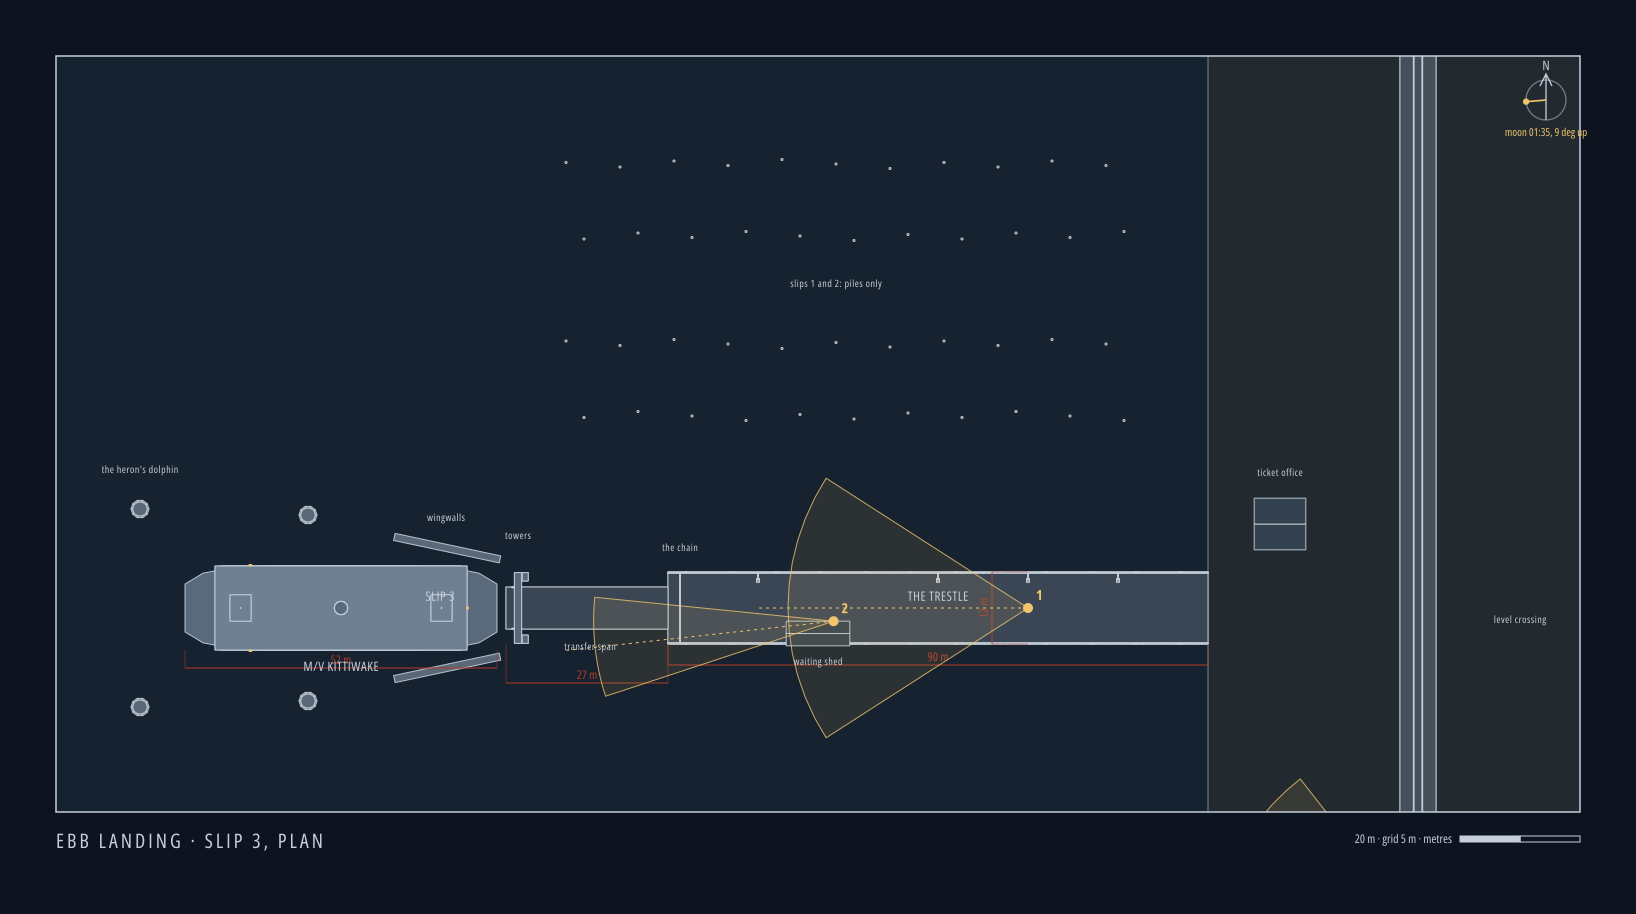 N
moon 01:35, 9 deg up
slips 1 and 2: piles only
the heron's dolphin
ticket office
wingwalls
towers
the chain
SLIP 3
THE TRESTLE
1
2
level crossing
transfer span
waiting shed
90 m
52 m
M/V KITTIWAKE
27 m
EBB LANDING · SLIP 3, PLAN
20 m · grid 5 m · metres